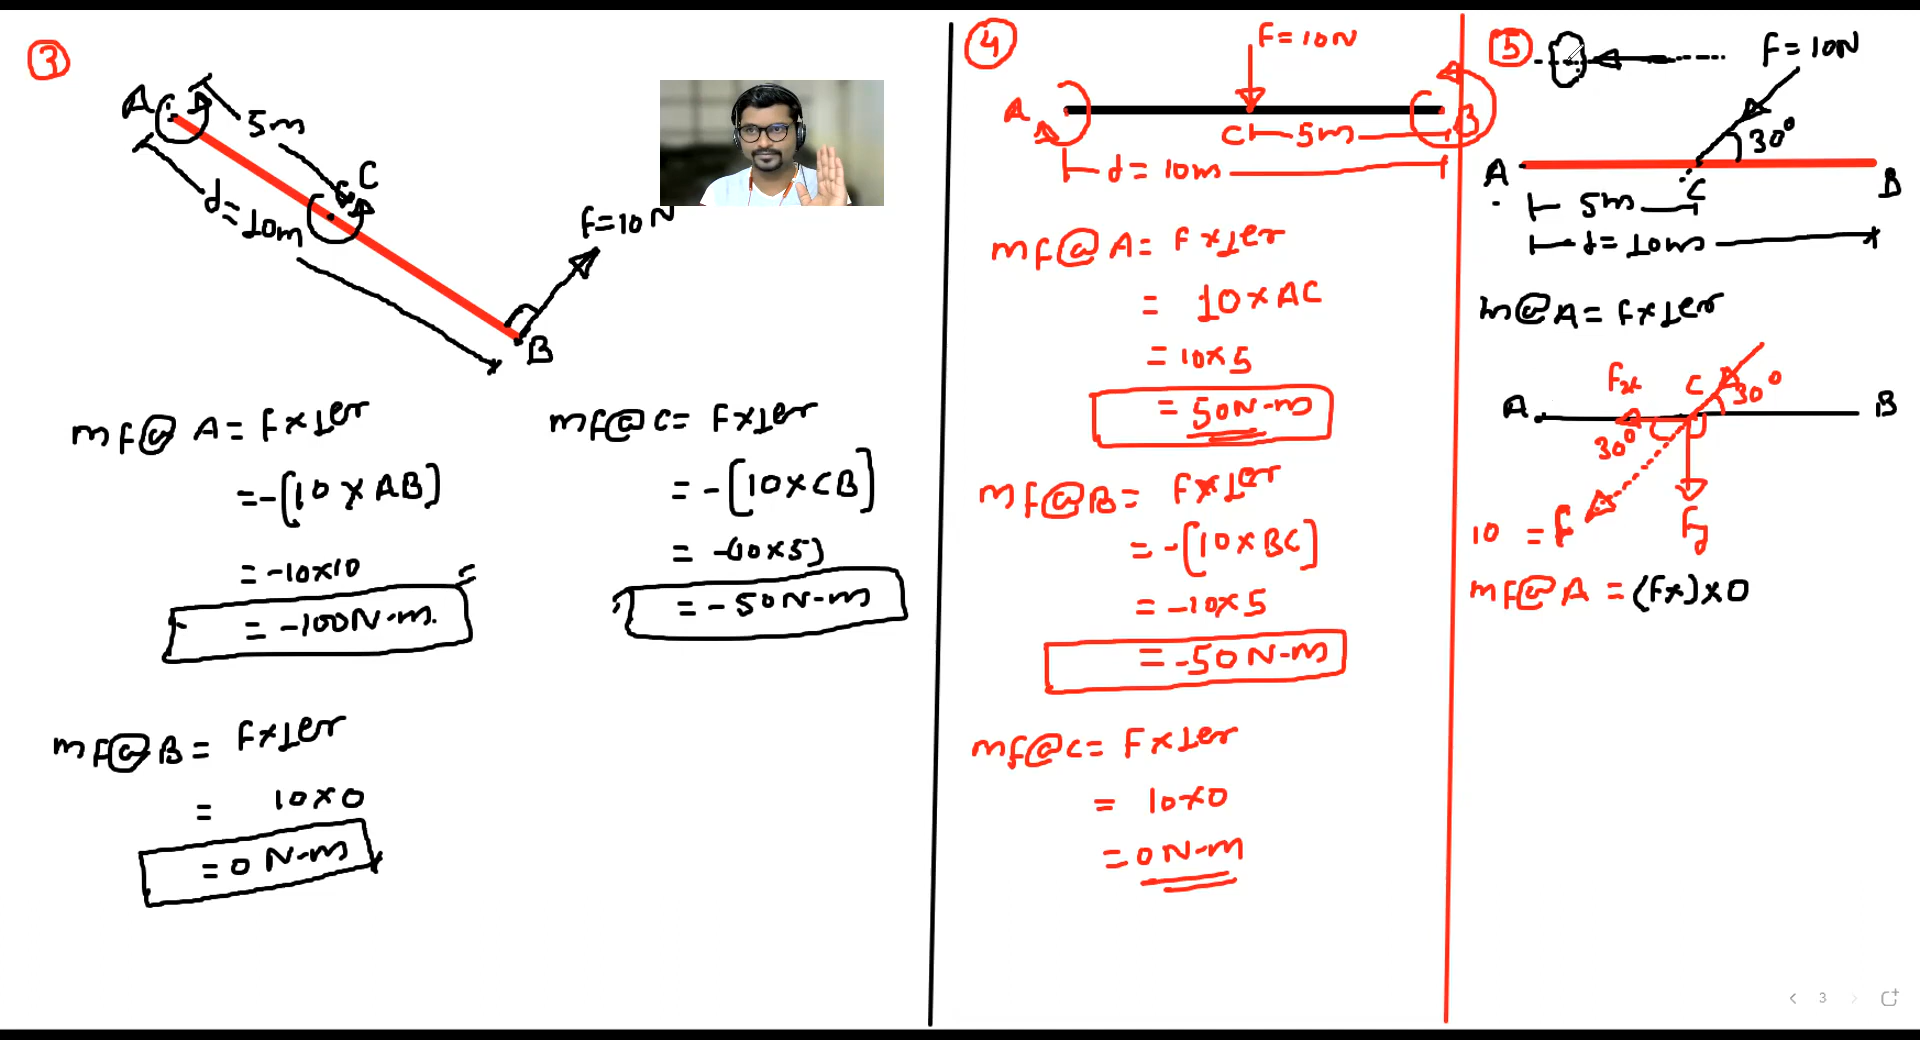 3
A
5m
C
d=10m
F=10N
B
mf@A= F×⊥er
=-[10×AB]
=-10×10
=-100N-m.
mf@C= F×⊥er
=-[10×CB]
= -(10×5)
=-50N-m
mf@B= F×⊥er
= 10×0
=0 N-m
4
F=10N
A
B
C
5m
d=10m
mf@A= F×⊥er
= 10×AC
=10×5
=50N-m
mf@B= F×⊥er
=-[10×BC]
=-10×5
=-50N-m
mf@C= F×⊥er
= 10×0
=0N-m
5
F=10N
30°
A
C
B
5m
d=10m
m@A= F×⊥er
Fx
C
30°
A
B
30°
10 =F
Fy
mf@A =(Fx)×0
3